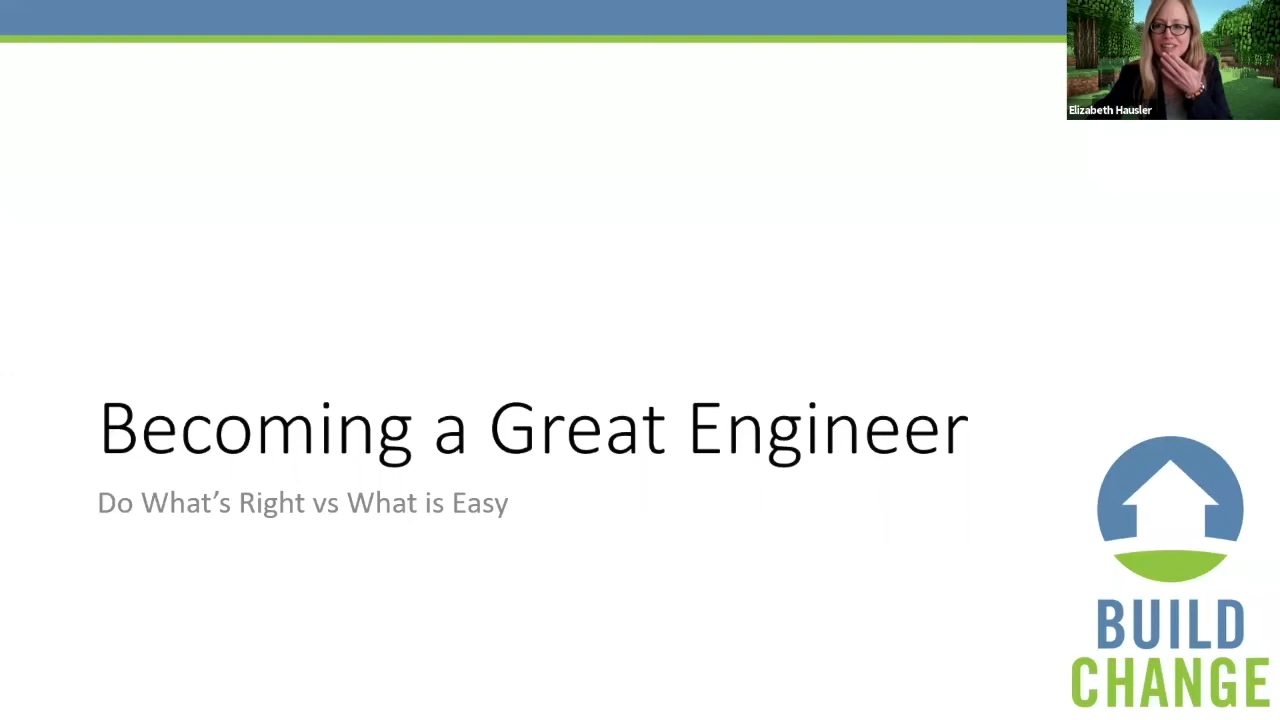 Elizabeth Hausler
Becoming a Great Engineer
Do What’s Right vs What is Easy
BUILD
CHANGE